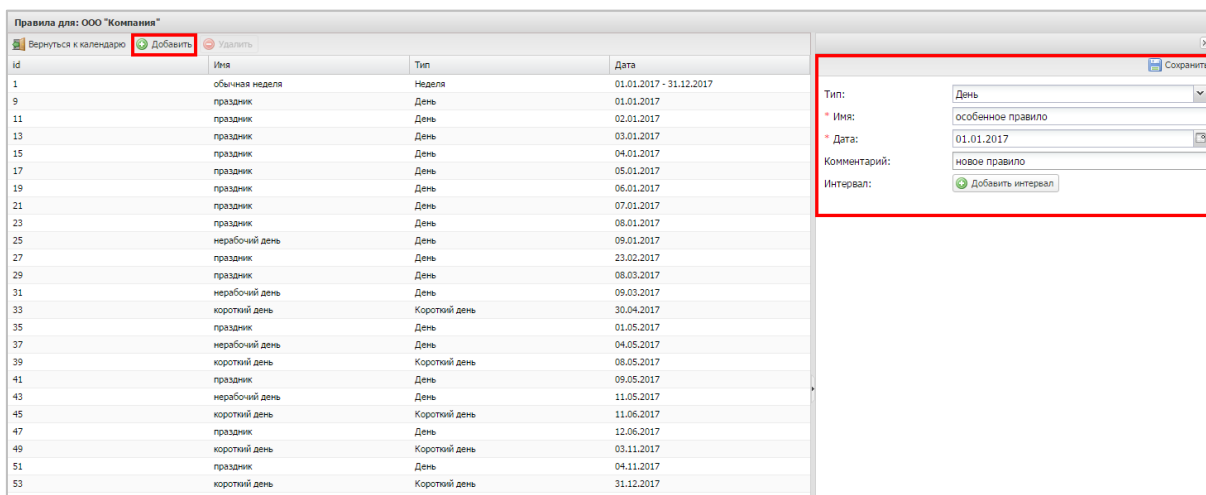 Правила для: ООО "Компания"
Вернуться к календарю Добавить Удалить
id Имя Тип Дата
1 обычная неделя Неделя 01.01.2017 - 31.12.2017
9 праздник День 01.01.2017
11 праздник День 02.01.2017
13 праздник День 03.01.2017
15 праздник День 04.01.2017
17 праздник День 05.01.2017
19 праздник День 06.01.2017
21 праздник День 07.01.2017
23 праздник День 08.01.2017
25 нерабочий день День 09.01.2017
27 праздник День 23.02.2017
29 праздник День 08.03.2017
31 нерабочий день День 09.03.2017
33 короткий день Короткий день 30.04.2017
35 праздник День 01.05.2017
37 нерабочий день День 04.05.2017
39 короткий день Короткий день 08.05.2017
41 праздник День 09.05.2017
43 нерабочий день День 11.05.2017
45 короткий день Короткий день 11.06.2017
47 праздник День 12.06.2017
49 короткий день Короткий день 03.11.2017
51 праздник День 04.11.2017
53 короткий день Короткий день 31.12.2017
Сохранить
Тип: День
* Имя: особенное правило
* Дата: 01.01.2017
Комментарий: новое правило
Интервал: Добавить интервал